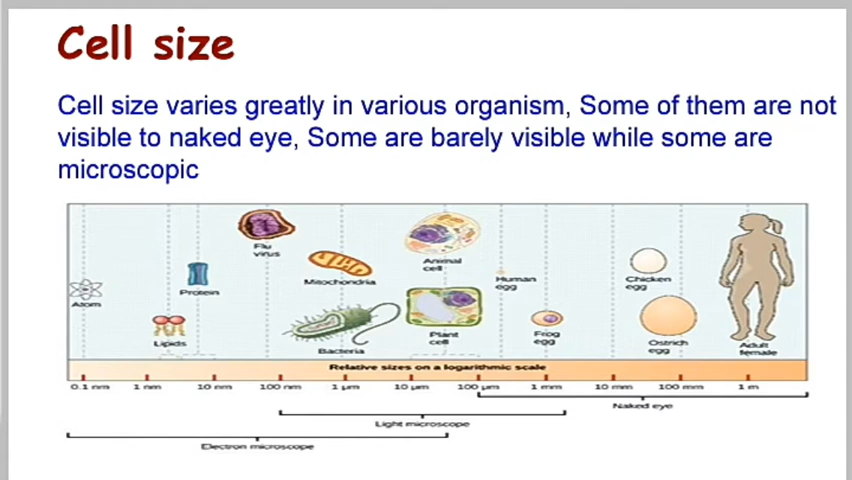 Cell size
Cell size varies greatly in various organism, Some of them are not
visible to naked eye, Some are barely visible while some are
microscopic
Flu
virus
Animal
cell
Mitochondria
Human
egg
Chicken
egg
Protein
Atom
Lipids
Bacteria
Plant
cell
Frog
egg
Ostrich
egg
Adult
female
Relative sizes on a logarithmic scale
0.1 nm 1 nm 10 nm 100 nm 1 µm 10 µm 100 µm 1 mm 10 mm 100 mm 1 m
Naked eye
Light microscope
Electron microscope